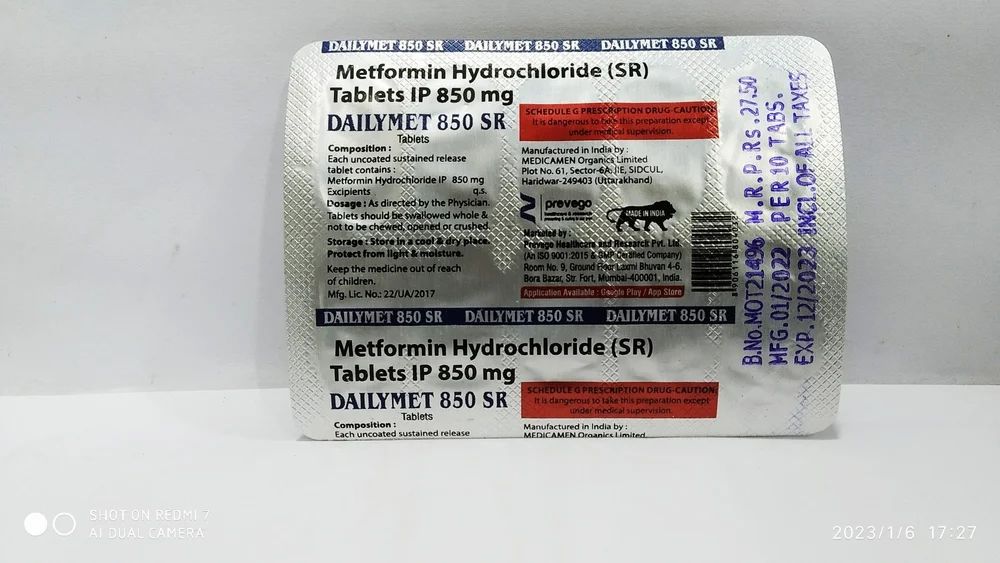 DAILYMET 850 SR DAILYMET 850 SR DAILYMET 850 SR
Metformin Hydrochloride (SR)
Tablets IP 850 mg
DAILYMET 850 SR
Tablets
Composition :
Each uncoated sustained release
tablet contains :
Metformin Hydrochloride IP 850 mg
Excipients q.s.
Dosage : As directed by the Physician.
Tablets should be swallowed whole &
not to be chewed, opened or crushed.
Storage : Store in a cool & dry place.
Protect from light & moisture.
Keep the medicine out of reach
of children.
Mfg. Lic. No.: 22/UA/2017
SCHEDULE G PRESCRIPTION DRUG-CAUTION
It is dangerous to take this preparation except
under medical supervision.
Manufactured in India by :
MEDICAMEN Organics Limited
Plot No. 61, Sector-6A, IIE, SIDCUL,
Haridwar-249403 (Uttarakhand)
prevego
healthcare & research
MADE IN INDIA
Marketed by :
Prevego Healthcare and Research Pvt. Ltd.
(An ISO 9001:2015 & GMP Certified Company)
Room No. 9, Ground Floor Laxmi Bhuvan 4-6,
Bora Bazar, Str. Fort, Mumbai-400001, India.
Application Available : Google Play / App Store
B.No.MOT21496 M.R.P.Rs.27.50
MFG.01/2022 PER 10 TABS.
EXP.12/2023 INCL.OF ALL TAXES
DAILYMET 850 SR DAILYMET 850 SR DAILYMET 850 SR
Metformin Hydrochloride (SR)
Tablets IP 850 mg
DAILYMET 850 SR
Tablets
Composition :
Each uncoated sustained release
SCHEDULE G PRESCRIPTION DRUG-CAUTION
It is dangerous to take this preparation except
under medical supervision.
Manufactured in India by :
MEDICAMEN Organics Limited
SHOT ON REDMI 7
AI DUAL CAMERA
2023/1/6 17:27